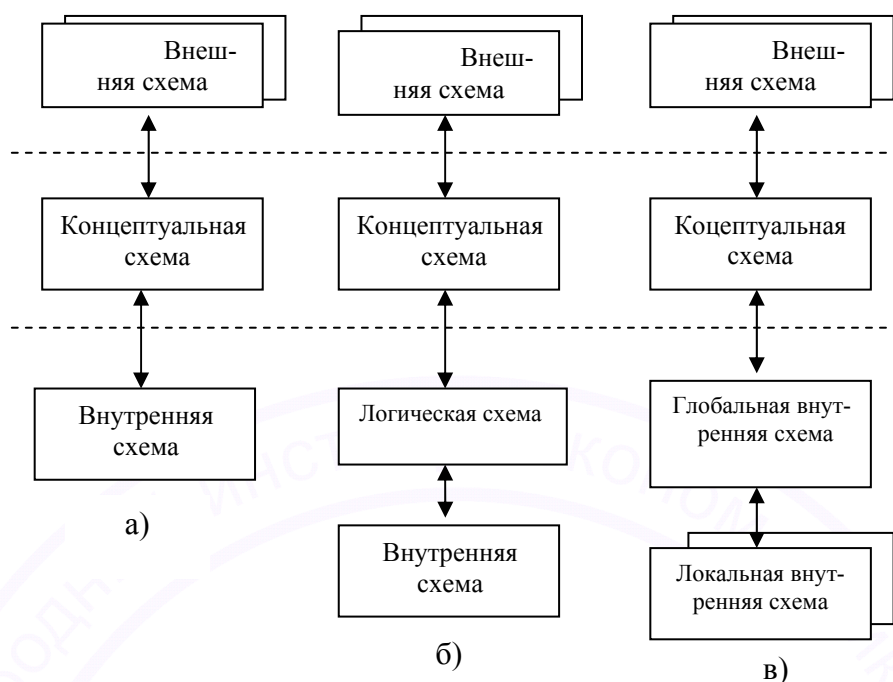 Внеш-
няя схема
Концептуальная
схема
Внутренняя
схема
а)
Внеш-
няя схема
Концептуальная
схема
Логическая схема
Внутренняя
схема
б)
Внеш-
няя схема
Коцептуальная
схема
Глобальная внут-
ренняя схема
Локальная внут-
ренняя схема
в)